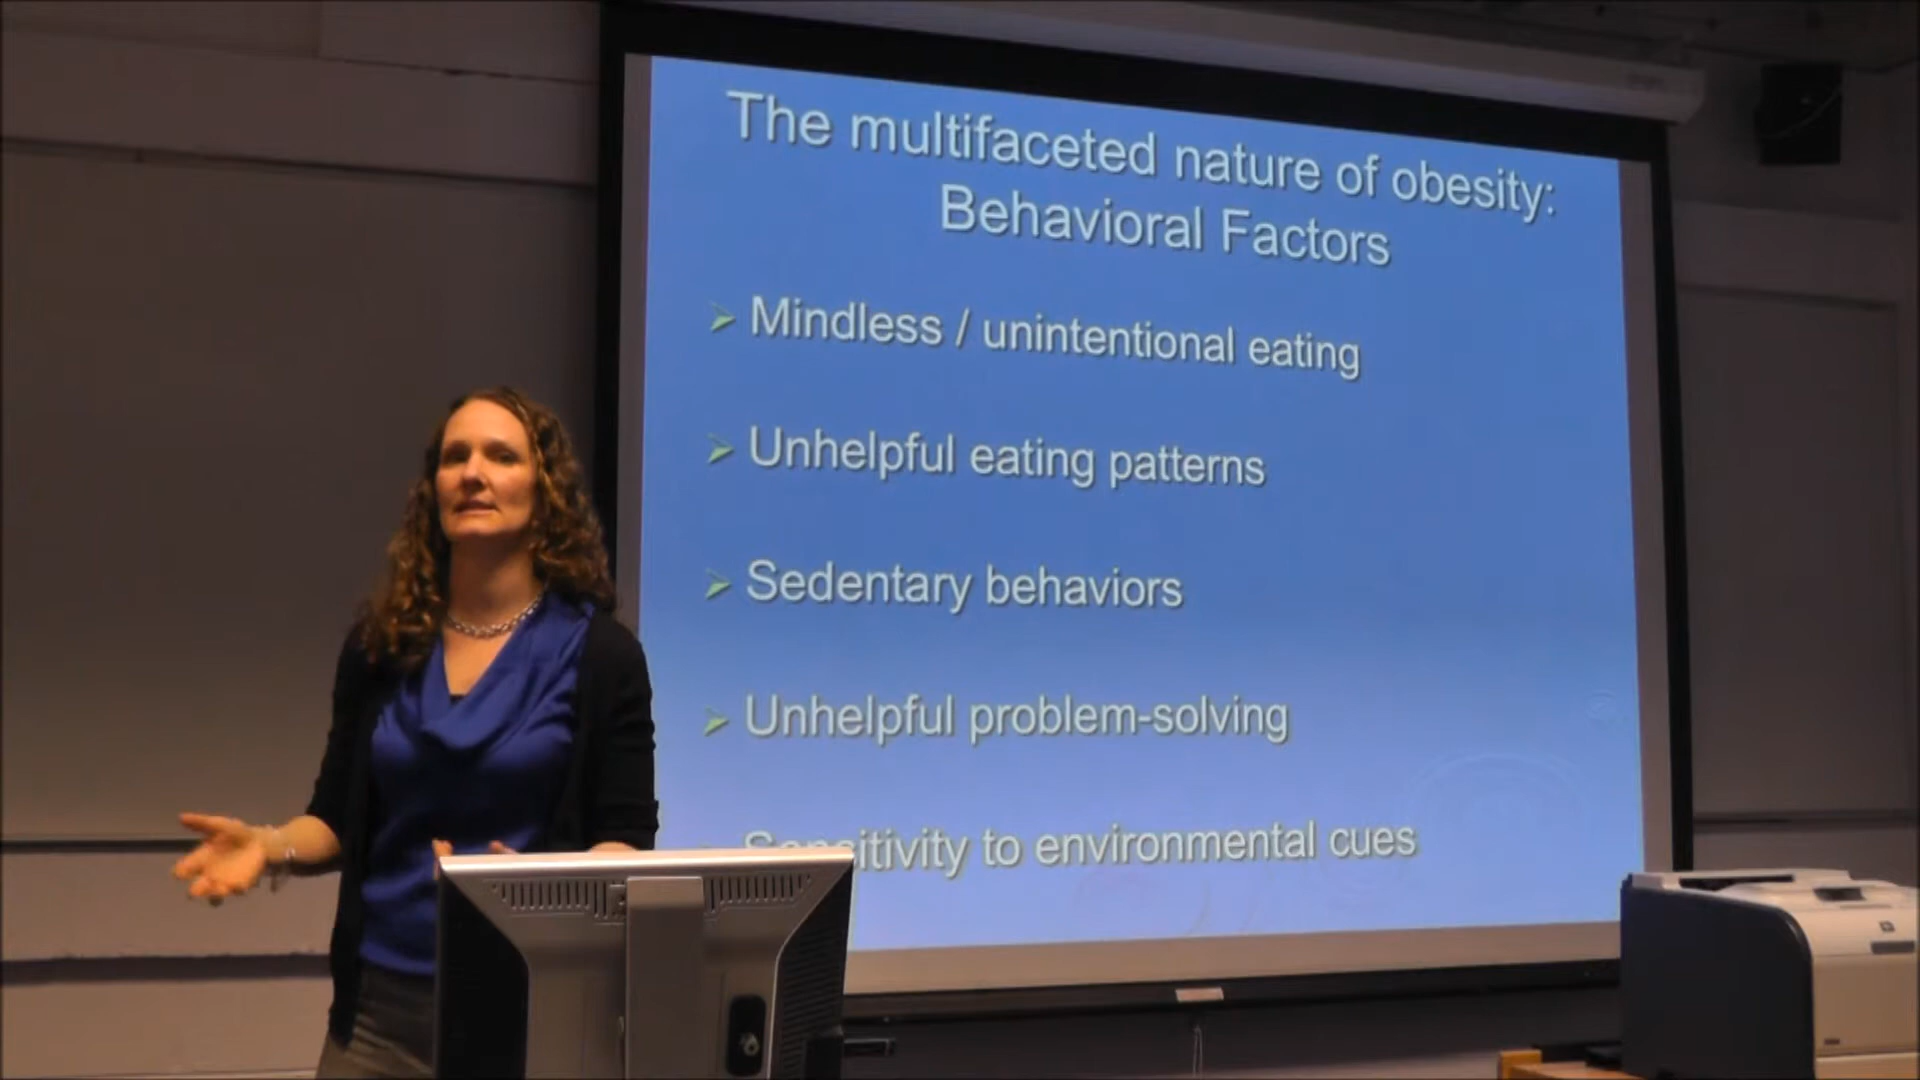 The multifaceted nature of obesity:
Behavioral Factors
Mindless / unintentional eating
Unhelpful eating patterns
Sedentary behaviors
Unhelpful problem-solving
Sensitivity to environmental cues